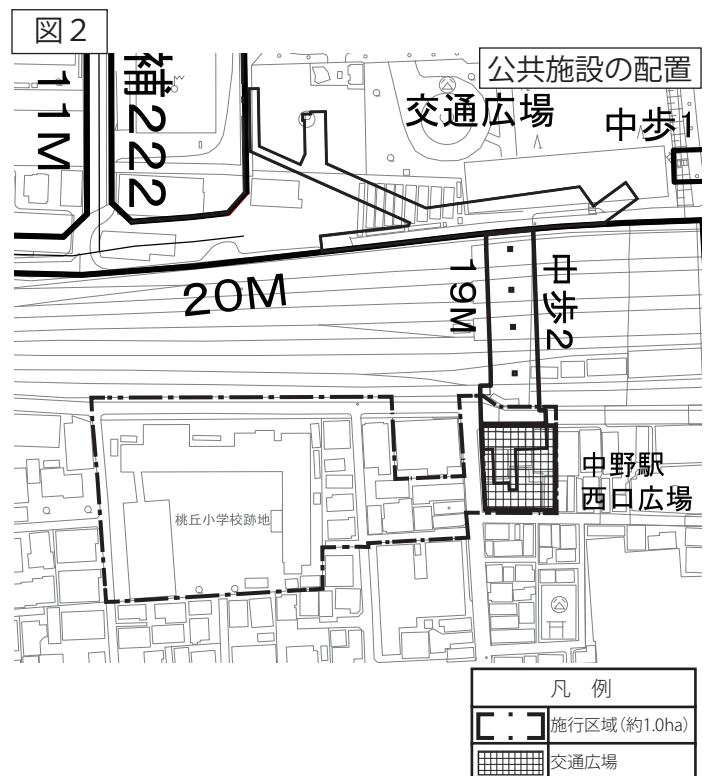 図2
公共施設の配置
11M
補222
交通広場
中歩1
20M
19M
中歩2
桃丘小学校跡地
中野駅
西口広場
凡 例
施行区域(約1.0ha)
交通広場